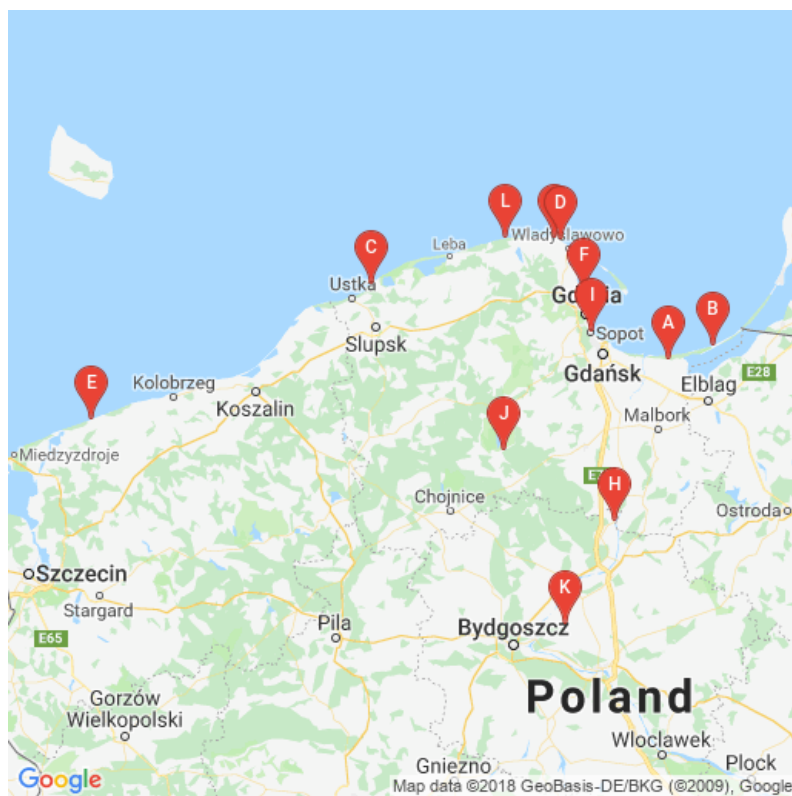 L
D
Wladyslawowo
C
Leba
F
Ustka
Gdynia
I
Sopot
Slupsk
A
B
Gdańsk
E28
E
Kolobrzeg
Koszalin
Elblag
J
Malbork
Miedzyzdroje
H
Chojnice
Ostroda
Szczecin
Stargard
K
E65
Pila
Bydgoszcz
Gorzów
Wielkopolski
Poland
Wloclawek
Gniezno
Plock
Google
Map data ©2018 GeoBasis-DE/BKG (©2009), Google